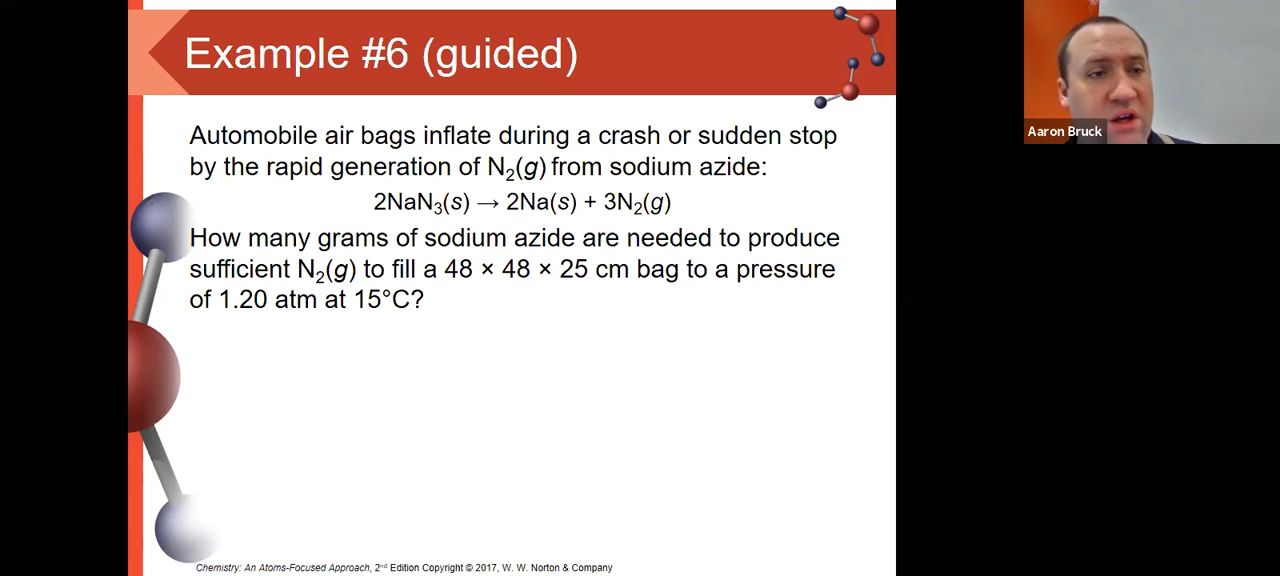 Example #6 (guided)
Aaron Bruck
Automobile air bags inflate during a crash or sudden stop
by the rapid generation of N₂(g) from sodium azide:
2NaN₃(s) → 2Na(s) + 3N₂(g)
How many grams of sodium azide are needed to produce
sufficient N₂(g) to fill a 48 × 48 × 25 cm bag to a pressure
of 1.20 atm at 15°C?
Chemistry: An Atoms-Focused Approach, 2ⁿᵈ Edition Copyright © 2017, W. W. Norton & Company